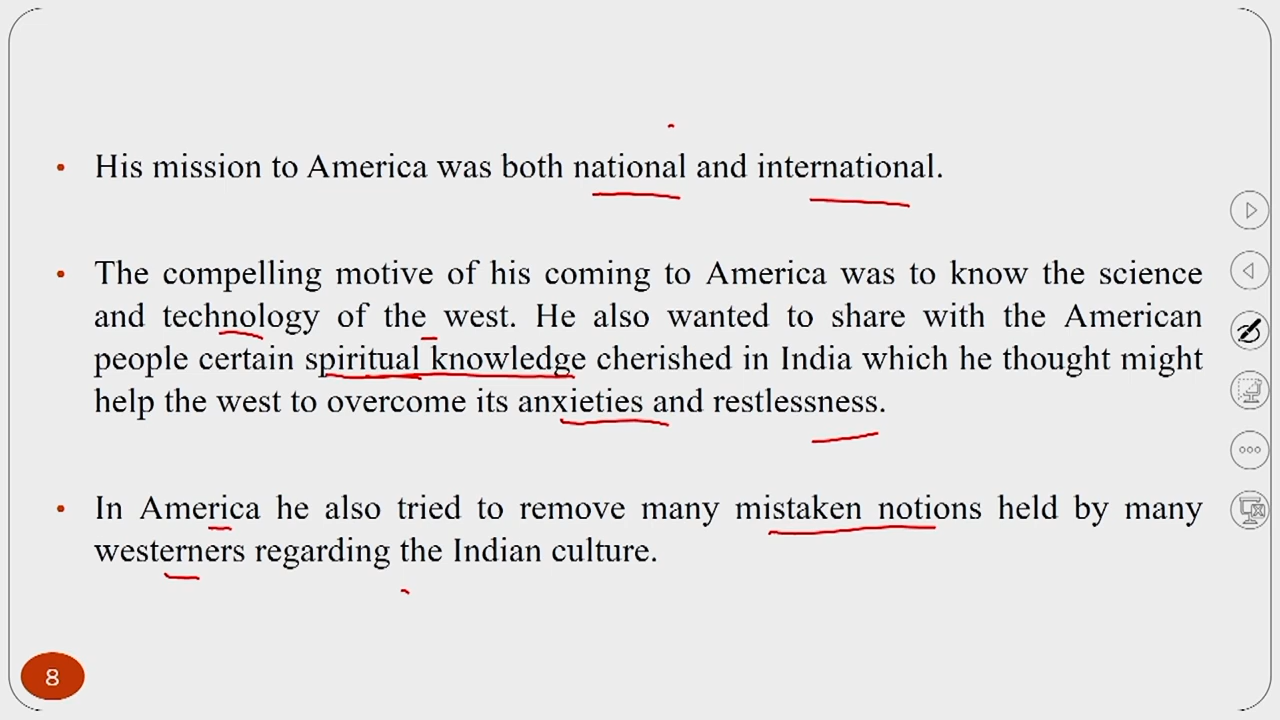 • His mission to America was both national and international.
• The compelling motive of his coming to America was to know the science
and technology of the west. He also wanted to share with the American
people certain spiritual knowledge cherished in India which he thought might
help the west to overcome its anxieties and restlessness.
• In America he also tried to remove many mistaken notions held by many
westerners regarding the Indian culture.
8